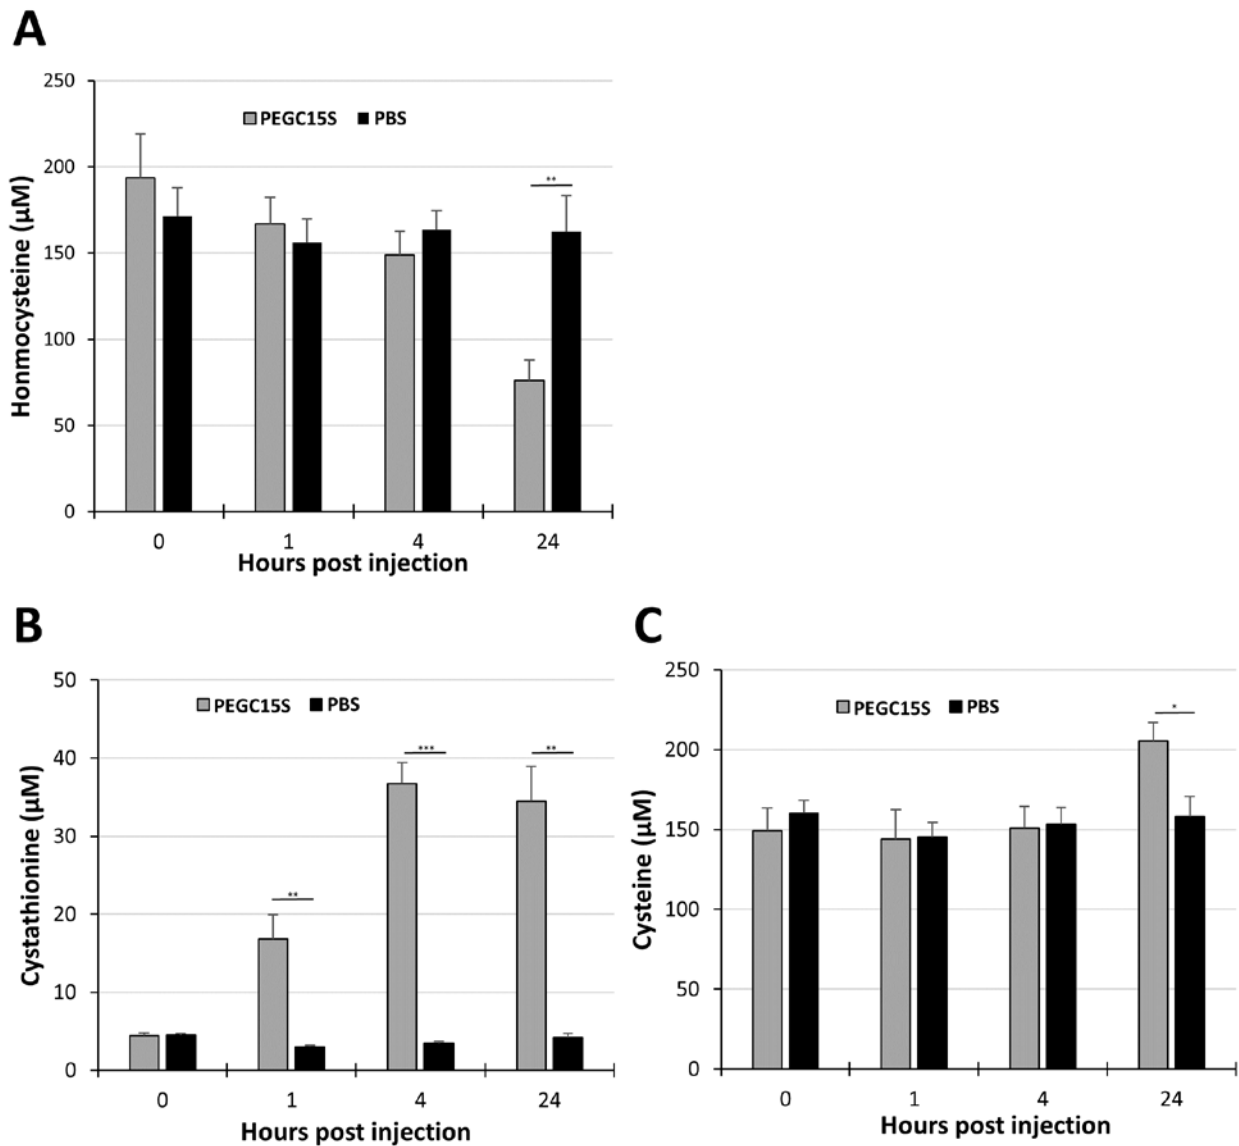 A
250
200
150
100
50
0
PEGC15S PBS
**
Honmocysteine (μM)
0 1 4 24
Hours post injection
B
50
40
30
20
10
0
PEGC15S PBS
**
***
**
Cystathionine (μM)
0 1 4 24
Hours post injection
C
250
200
150
100
50
0
PEGC15S PBS
*
Cysteine (μM)
0 1 4 24
Hours post injection